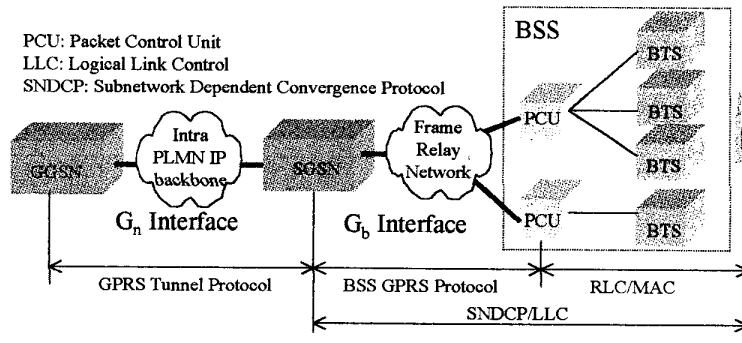 PCU: Packet Control Unit
LLC: Logical Link Control
SNDCP: Subnetwork Dependent Convergence Protocol
BSS
BTS
BTS
BTS
BTS
PCU
PCU
GGSN
Intra
PLMN IP
backbone
SGSN
Frame
Relay
Network
Gn Interface
Gb Interface
GPRS Tunnel Protocol
BSS GPRS Protocol
RLC/MAC
SNDCP/LLC